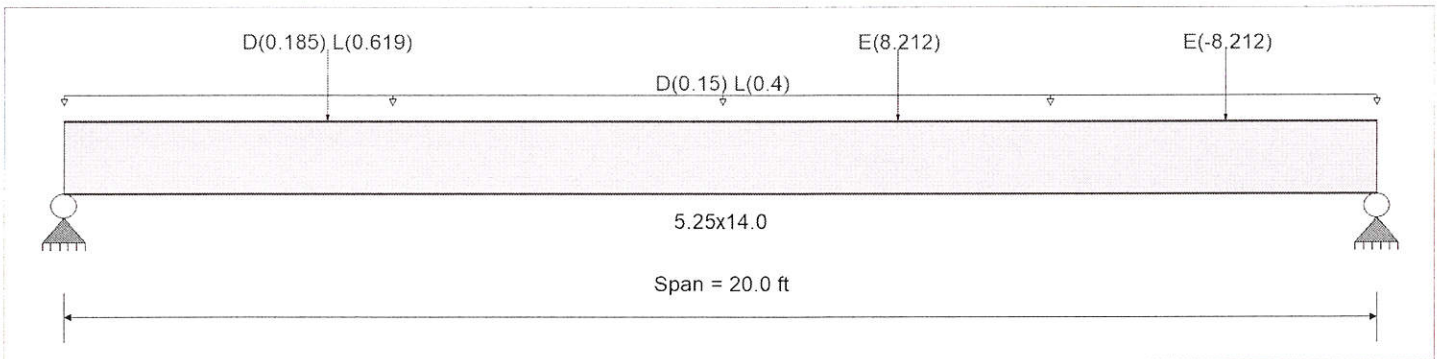 D(0.185) L(0.619) E(8.212) E(-8.212)
D(0.15) L(0.4)
5.25x14.0
Span = 20.0 ft